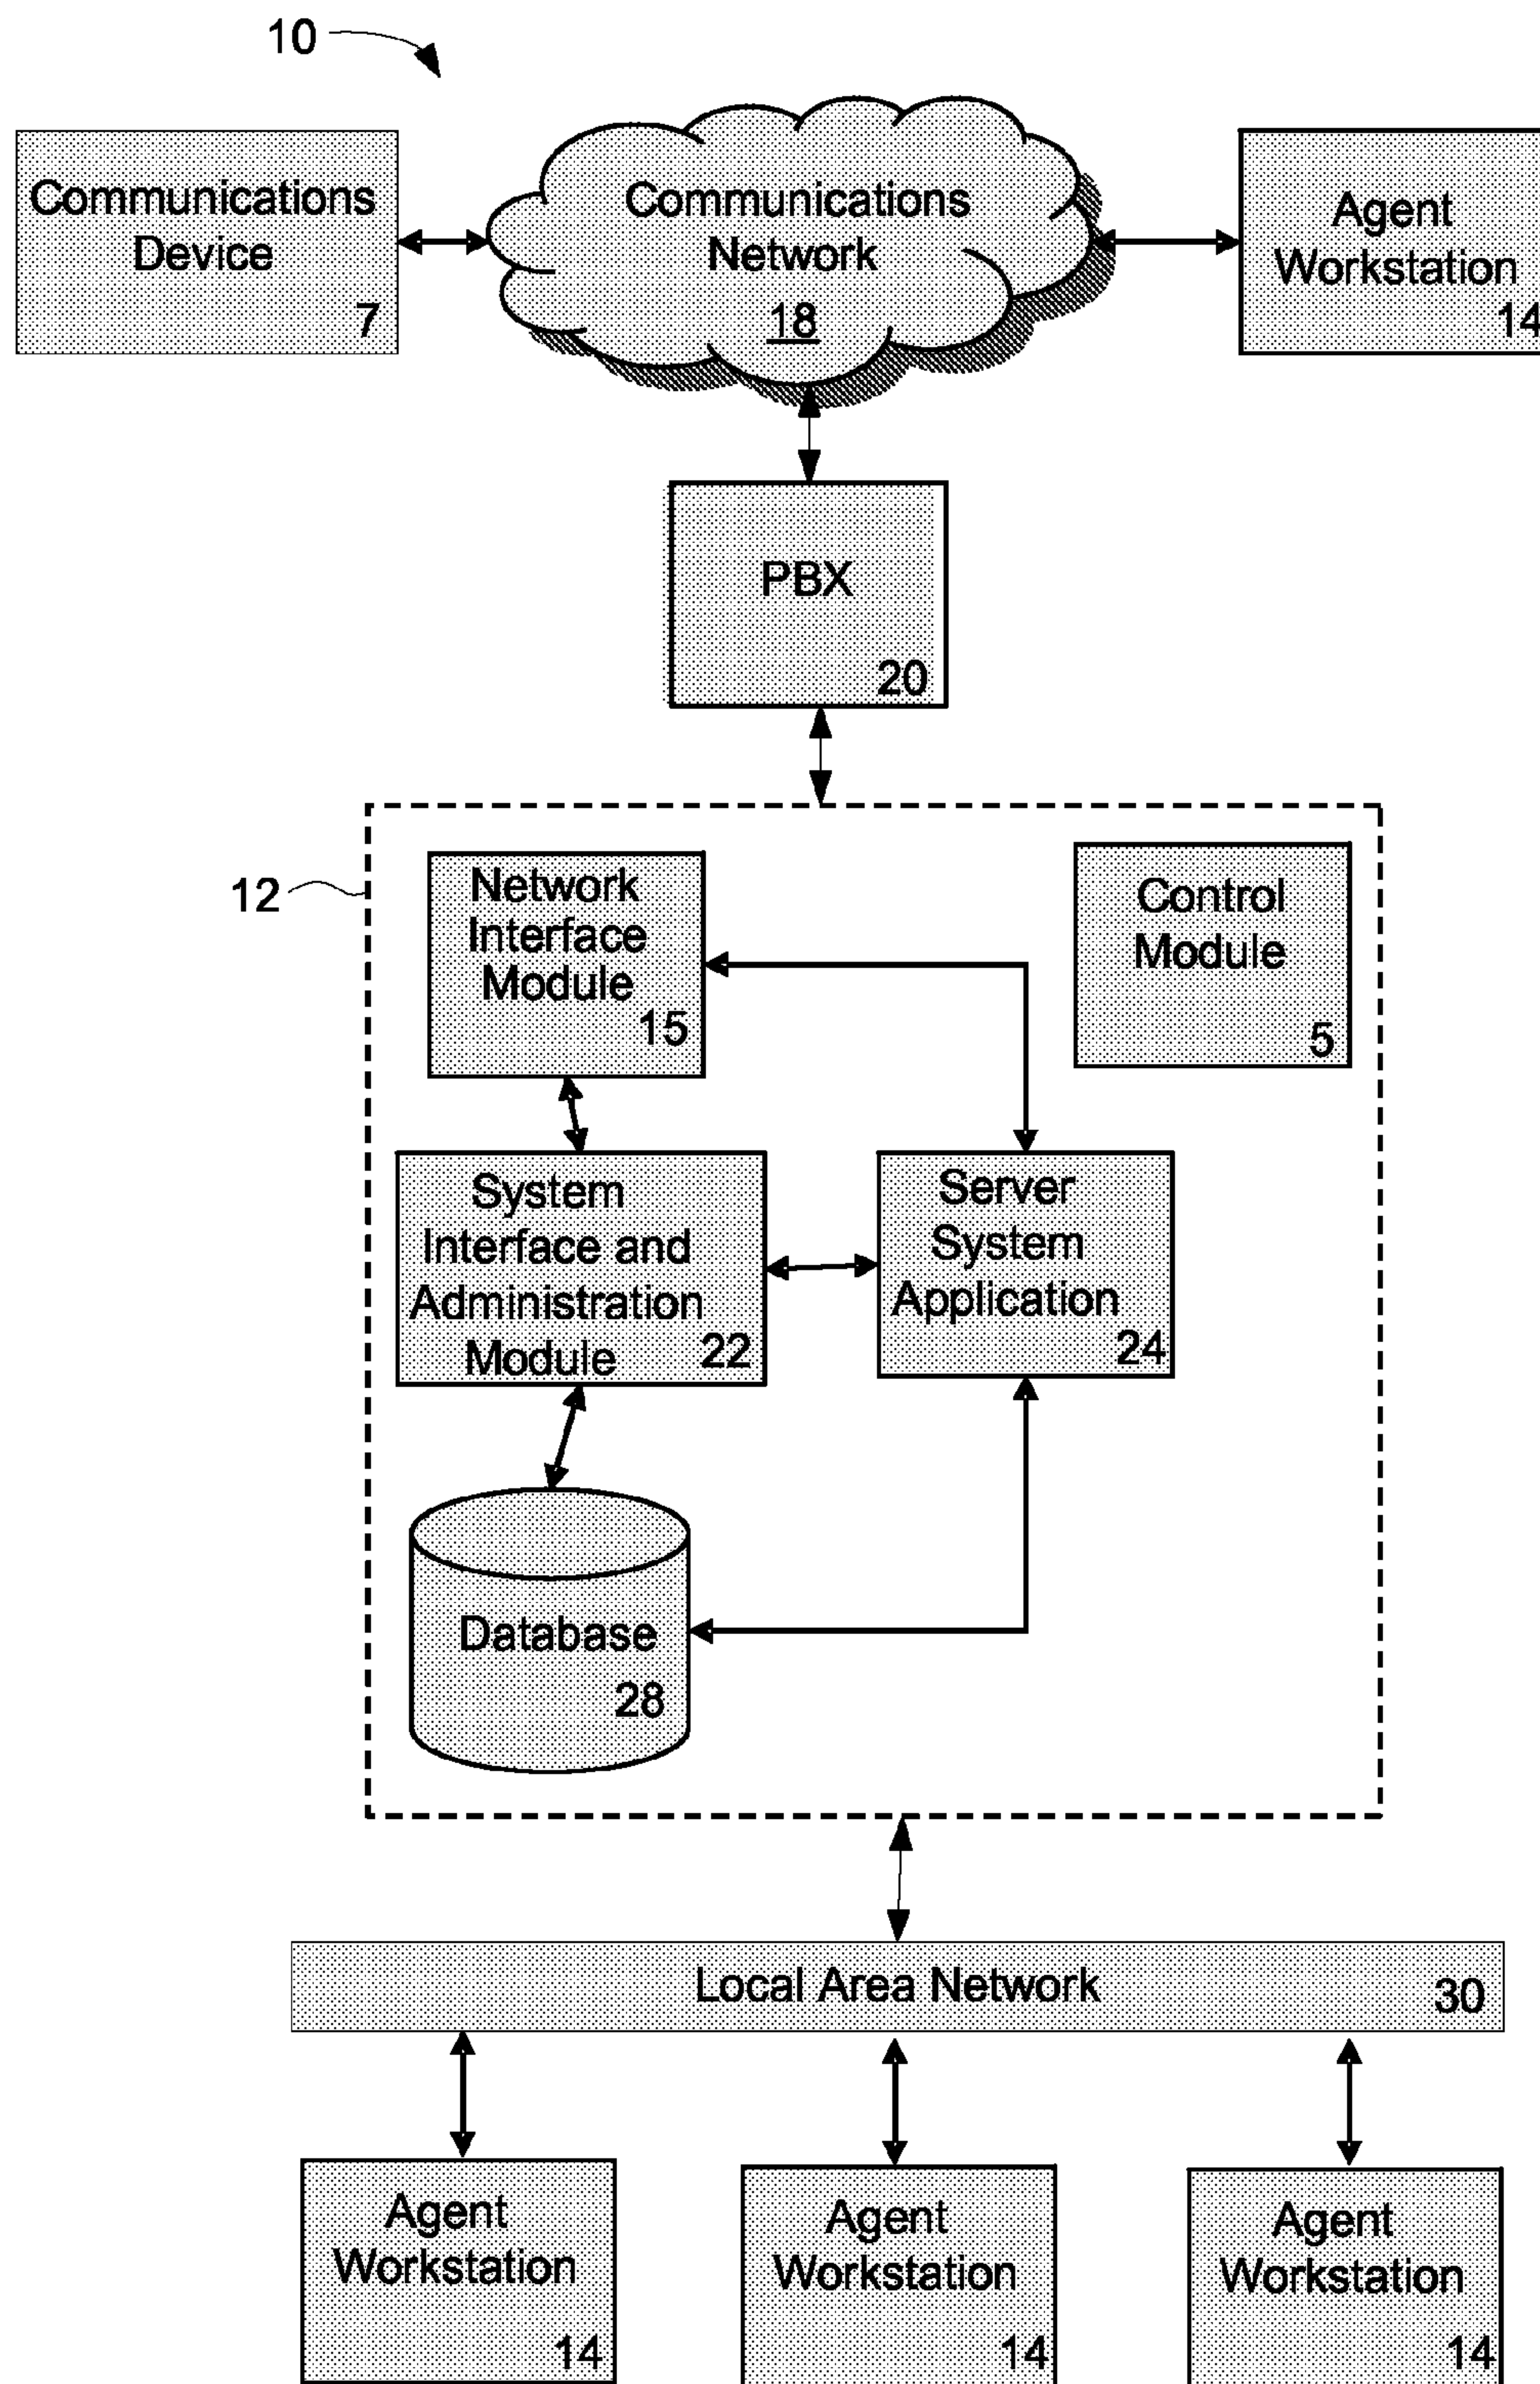 10
Communications
Device
7
Communications
Network
18
Agent
Workstation
14
PBX
20
12
Network
Interface
Module
15
Control
Module
5
System
Interface and
Administration
Module
22
Server
System
Application
24
Database
28
Local Area Network
30
Agent
Workstation
14
Agent
Workstation
14
Agent
Workstation
14